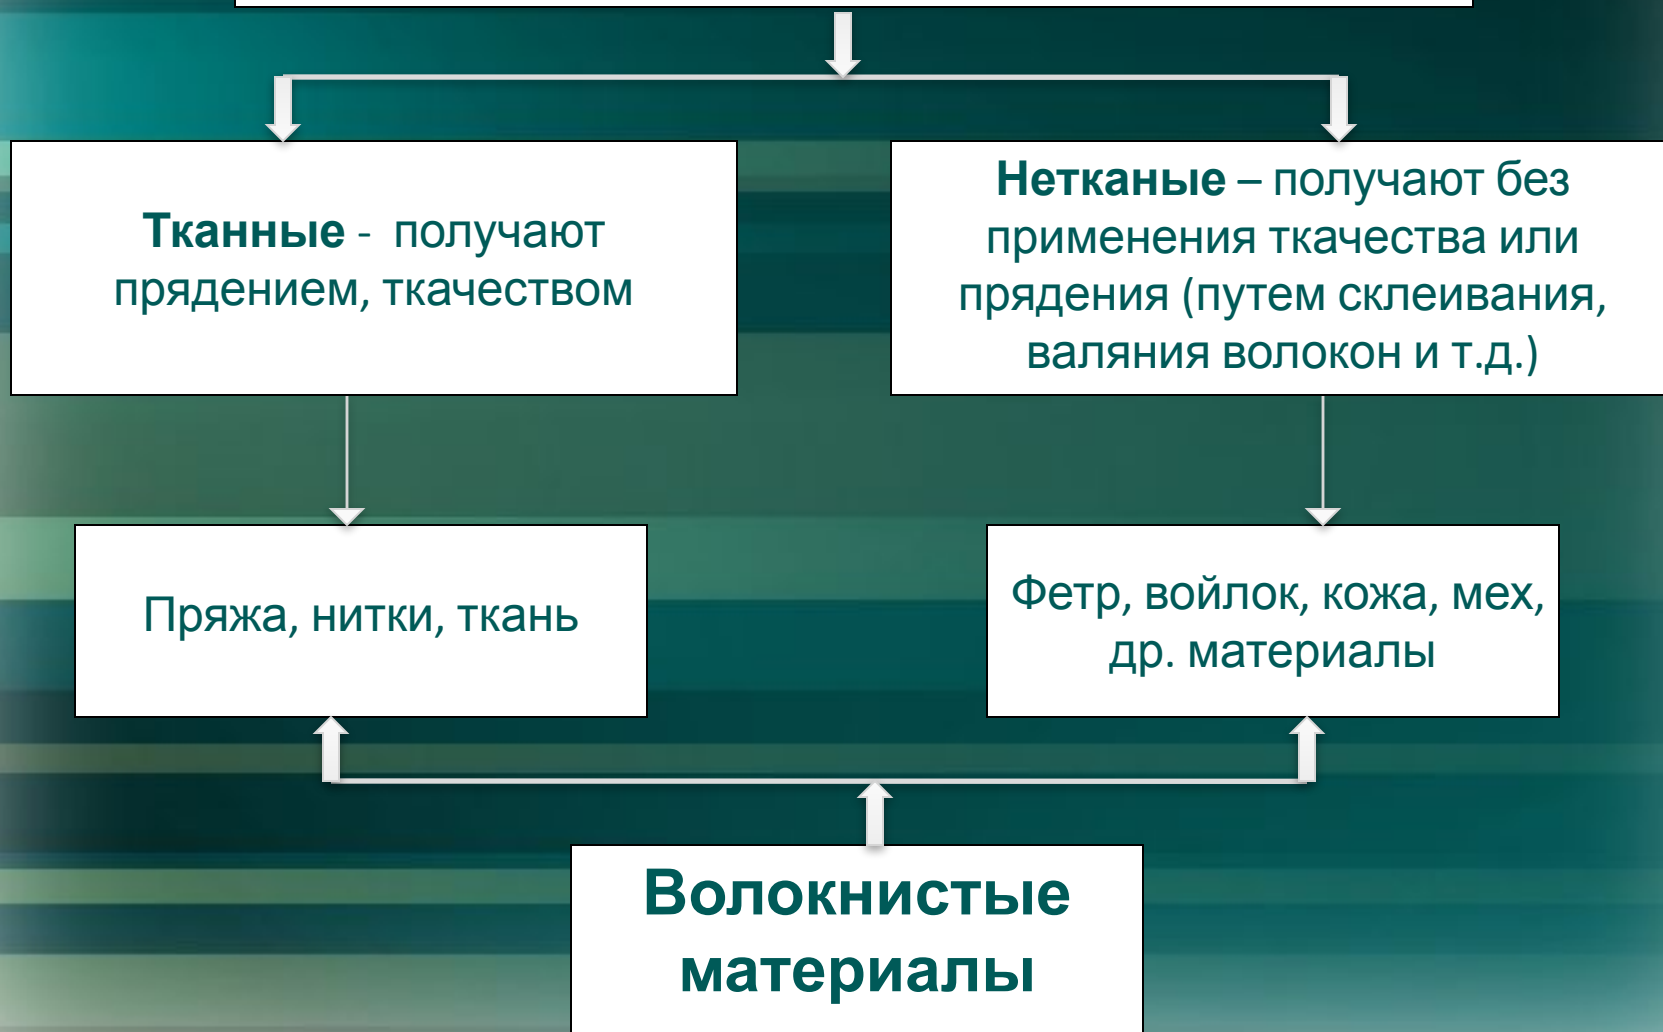 Тканные - получают
прядением, ткачеством
Нетканые – получают без
применения ткачества или
прядения (путем склеивания,
валяния волокон и т.д.)
Пряжа, нитки, ткань
Фетр, войлок, кожа, мех,
др. материалы
Волокнистые
материалы